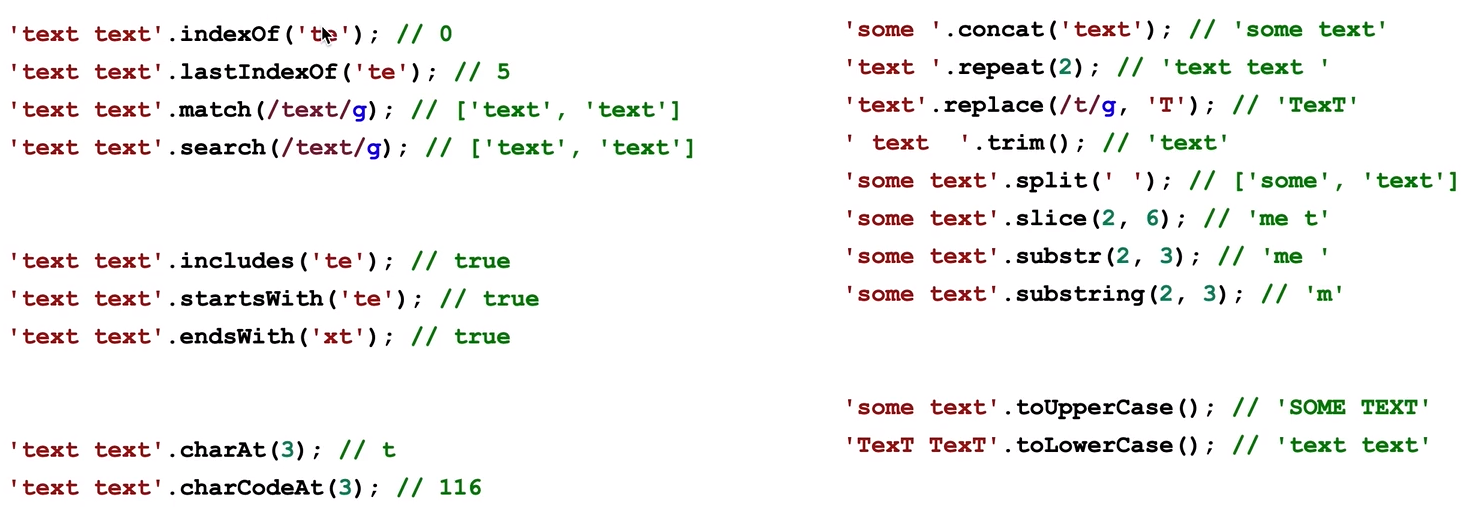 'text text'.indexOf('te'); // 0
'text text'.lastIndexOf('te'); // 5
'text text'.match(/text/g); // ['text', 'text']
'text text'.search(/text/g); // ['text', 'text']
'text text'.includes('te'); // true
'text text'.startsWith('te'); // true
'text text'.endsWith('xt'); // true
'text text'.charAt(3); // t
'text text'.charCodeAt(3); // 116
'some '.concat('text'); // 'some text'
'text '.repeat(2); // 'text text '
'text'.replace(/t/g, 'T'); // 'TexT'
' text  '.trim(); // 'text'
'some text'.split(' '); // ['some', 'text']
'some text'.slice(2, 6); // 'me t'
'some text'.substr(2, 3); // 'me '
'some text'.substring(2, 3); // 'm'
'some text'.toUpperCase(); // 'SOME TEXT'
'TexT TexT'.toLowerCase(); // 'text text'